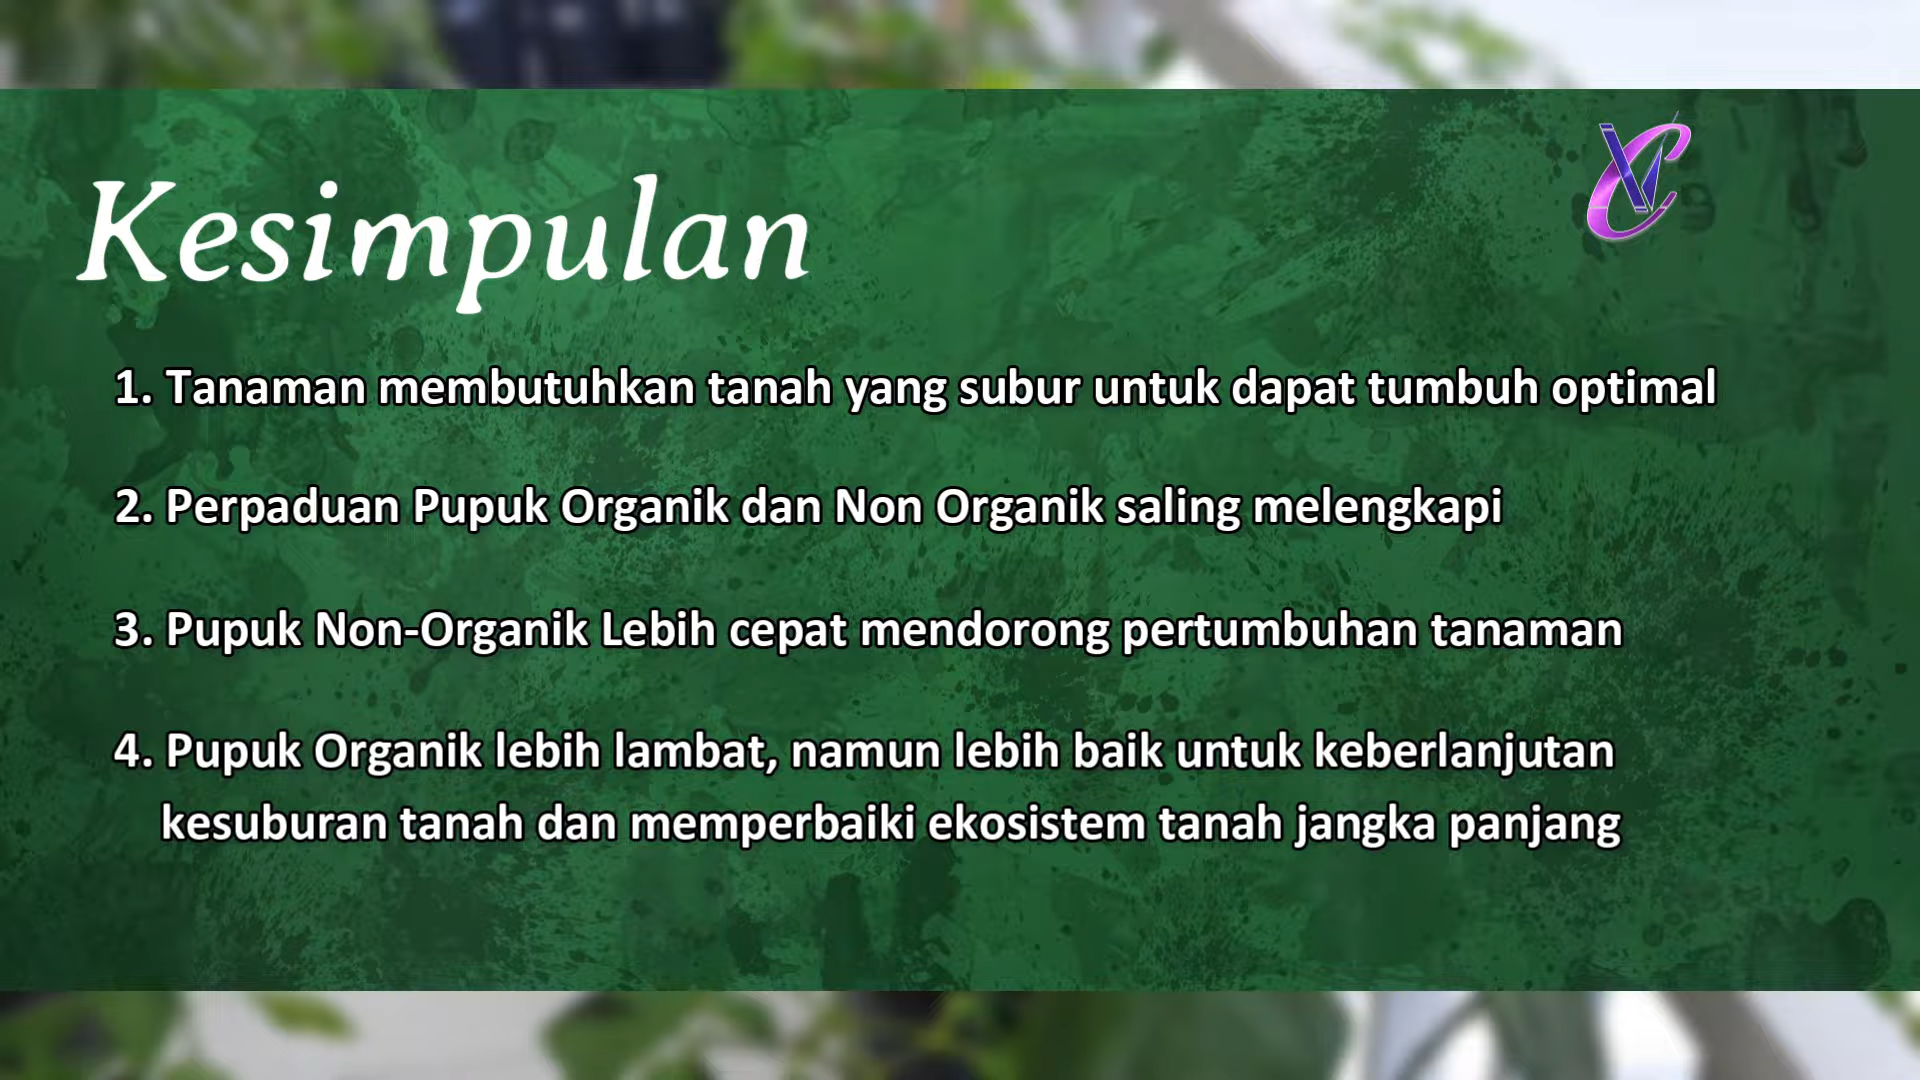 Kesimpulan
1. Tanaman membutuhkan tanah yang subur untuk dapat tumbuh optimal
2. Perpaduan Pupuk Organik dan Non Organik saling melengkapi
3. Pupuk Non-Organik Lebih cepat mendorong pertumbuhan tanaman
4. Pupuk Organik lebih lambat, namun lebih baik untuk keberlanjutan
kesuburan tanah dan memperbaiki ekosistem tanah jangka panjang